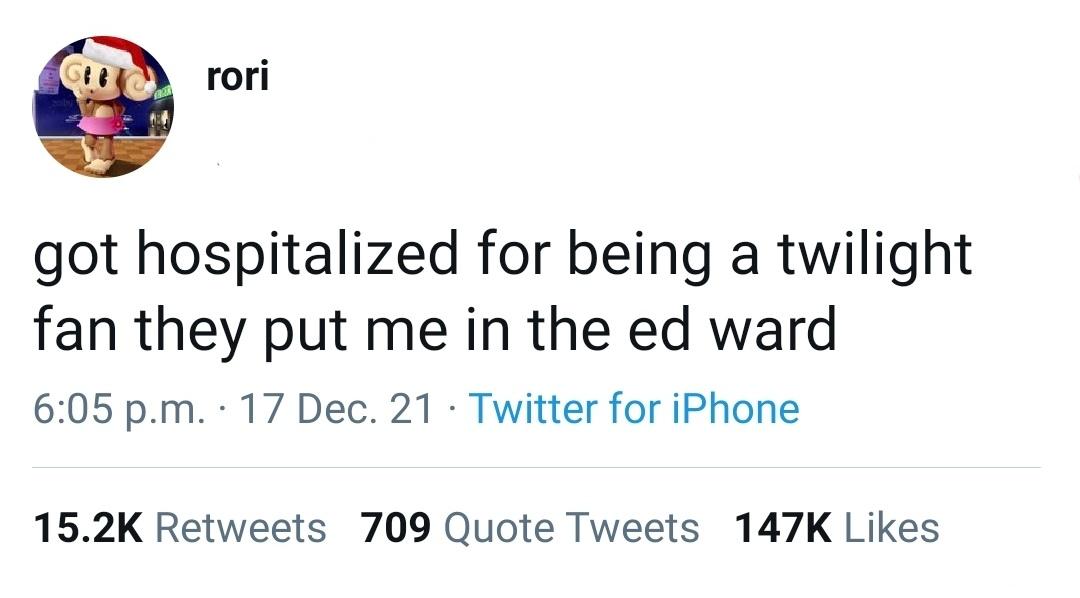 rori
got hospitalized for being a twilight
fan they put me in the ed ward
6:05 p.m. · 17 Dec. 21 · Twitter for iPhone
15.2K Retweets 709 Quote Tweets 147K Likes